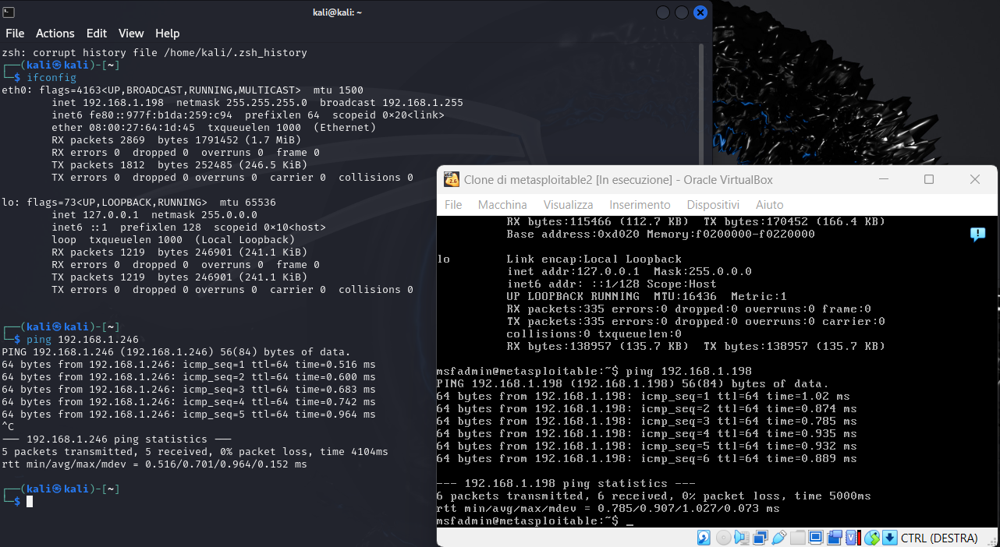 kali@kali: ~
File Actions Edit View Help
zsh: corrupt history file /home/kali/.zsh_history
┌──(kali㉿kali)-[~]
└─$ ifconfig
eth0: flags=4163<UP,BROADCAST,RUNNING,MULTICAST>  mtu 1500
        inet 192.168.1.198  netmask 255.255.255.0  broadcast 192.168.1.255
        inet6 fe80::977f:b1da:259:c94  prefixlen 64  scopeid 0×20<link>
        ether 08:00:27:64:1d:45  txqueuelen 1000  (Ethernet)
        RX packets 2869  bytes 1791452 (1.7 MiB)
        RX errors 0  dropped 0  overruns 0  frame 0
        TX packets 1812  bytes 252485 (246.5 KiB)
        TX errors 0  dropped 0 overruns 0  carrier 0  collisions 0
lo: flags=73<UP,LOOPBACK,RUNNING>  mtu 65536
        inet 127.0.0.1  netmask 255.0.0.0
        inet6 ::1  prefixlen 128  scopeid 0×10<host>
        loop  txqueuelen 1000  (Local Loopback)
        RX packets 1219  bytes 246901 (241.1 KiB)
        RX errors 0  dropped 0  overruns 0  frame 0
        TX packets 1219  bytes 246901 (241.1 KiB)
        TX errors 0  dropped 0 overruns 0  carrier 0  collisions 0
┌──(kali㉿kali)-[~]
└─$ ping 192.168.1.246
PING 192.168.1.246 (192.168.1.246) 56(84) bytes of data.
64 bytes from 192.168.1.246: icmp_seq=1 ttl=64 time=0.516 ms
64 bytes from 192.168.1.246: icmp_seq=2 ttl=64 time=0.600 ms
64 bytes from 192.168.1.246: icmp_seq=3 ttl=64 time=0.683 ms
64 bytes from 192.168.1.246: icmp_seq=4 ttl=64 time=0.742 ms
64 bytes from 192.168.1.246: icmp_seq=5 ttl=64 time=0.964 ms
^C
─── 192.168.1.246 ping statistics ───
5 packets transmitted, 5 received, 0% packet loss, time 4104ms
rtt min/avg/max/mdev = 0.516/0.701/0.964/0.152 ms
┌──(kali㉿kali)-[~]
└─$
2.6
Clone di metasploitable2 [In esecuzione] - Oracle VirtualBox
File Macchina Visualizza Inserimento Dispositivi Aiuto
          RX bytes:115466 (112.7 KB)  TX bytes:170452 (166.4 KB)
          Base address:0xd020 Memory:f0200000-f0220000
lo        Link encap:Local Loopback
          inet addr:127.0.0.1  Mask:255.0.0.0
          inet6 addr: ::1/128 Scope:Host
          UP LOOPBACK RUNNING  MTU:16436  Metric:1
          RX packets:335 errors:0 dropped:0 overruns:0 frame:0
          TX packets:335 errors:0 dropped:0 overruns:0 carrier:0
          collisions:0 txqueuelen:0
          RX bytes:138957 (135.7 KB)  TX bytes:138957 (135.7 KB)
msfadmin@metasploitable:~$ ping 192.168.1.198
PING 192.168.1.198 (192.168.1.198) 56(84) bytes of data.
64 bytes from 192.168.1.198: icmp_seq=1 ttl=64 time=1.02 ms
64 bytes from 192.168.1.198: icmp_seq=2 ttl=64 time=0.874 ms
64 bytes from 192.168.1.198: icmp_seq=3 ttl=64 time=0.785 ms
64 bytes from 192.168.1.198: icmp_seq=4 ttl=64 time=0.935 ms
64 bytes from 192.168.1.198: icmp_seq=5 ttl=64 time=0.932 ms
64 bytes from 192.168.1.198: icmp_seq=6 ttl=64 time=0.889 ms
--- 192.168.1.198 ping statistics ---
6 packets transmitted, 6 received, 0% packet loss, time 5000ms
rtt min/avg/max/mdev = 0.785/0.907/1.027/0.073 ms
msfadmin@metasploitable:~$ _
CTRL (DESTRA)